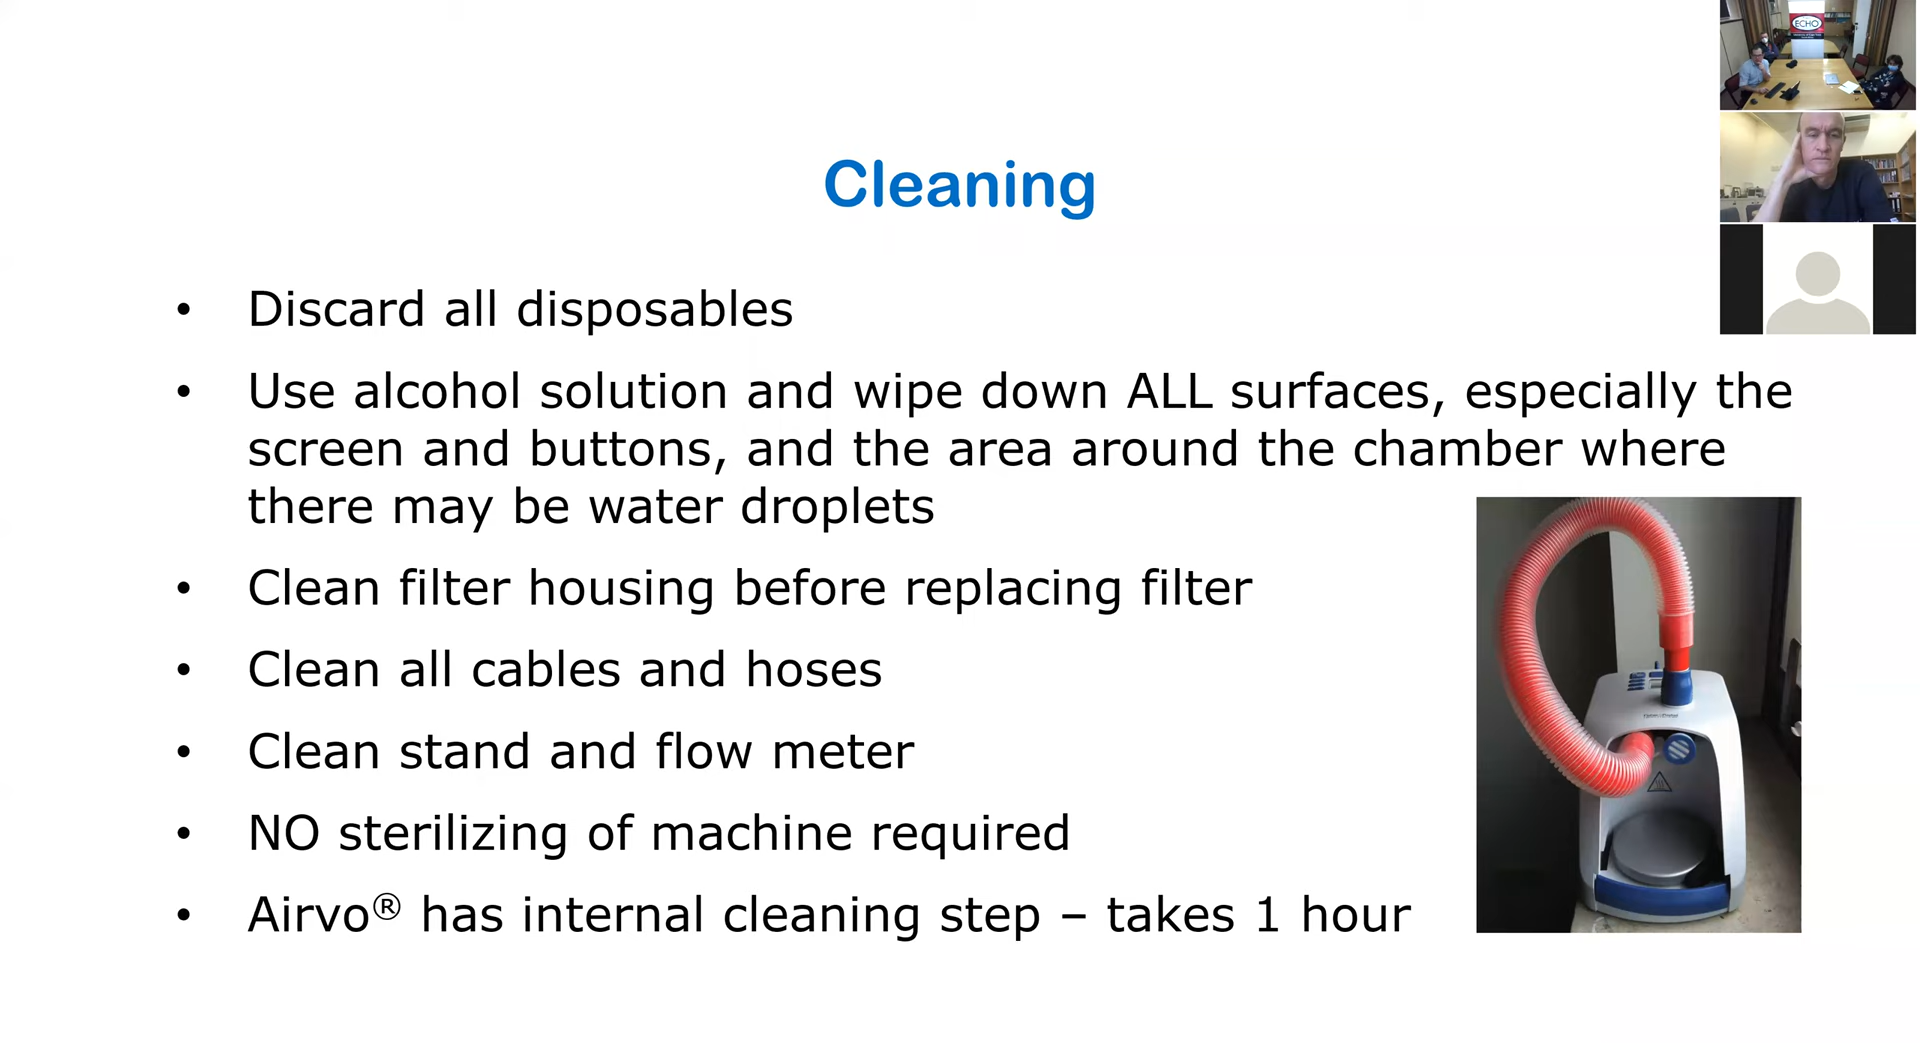 ECHO
Cleaning
• Discard all disposables
• Use alcohol solution and wipe down ALL surfaces, especially the
screen and buttons, and the area around the chamber where
there may be water droplets
• Clean filter housing before replacing filter
• Clean all cables and hoses
• Clean stand and flow meter
• NO sterilizing of machine required
• Airvo® has internal cleaning step – takes 1 hour